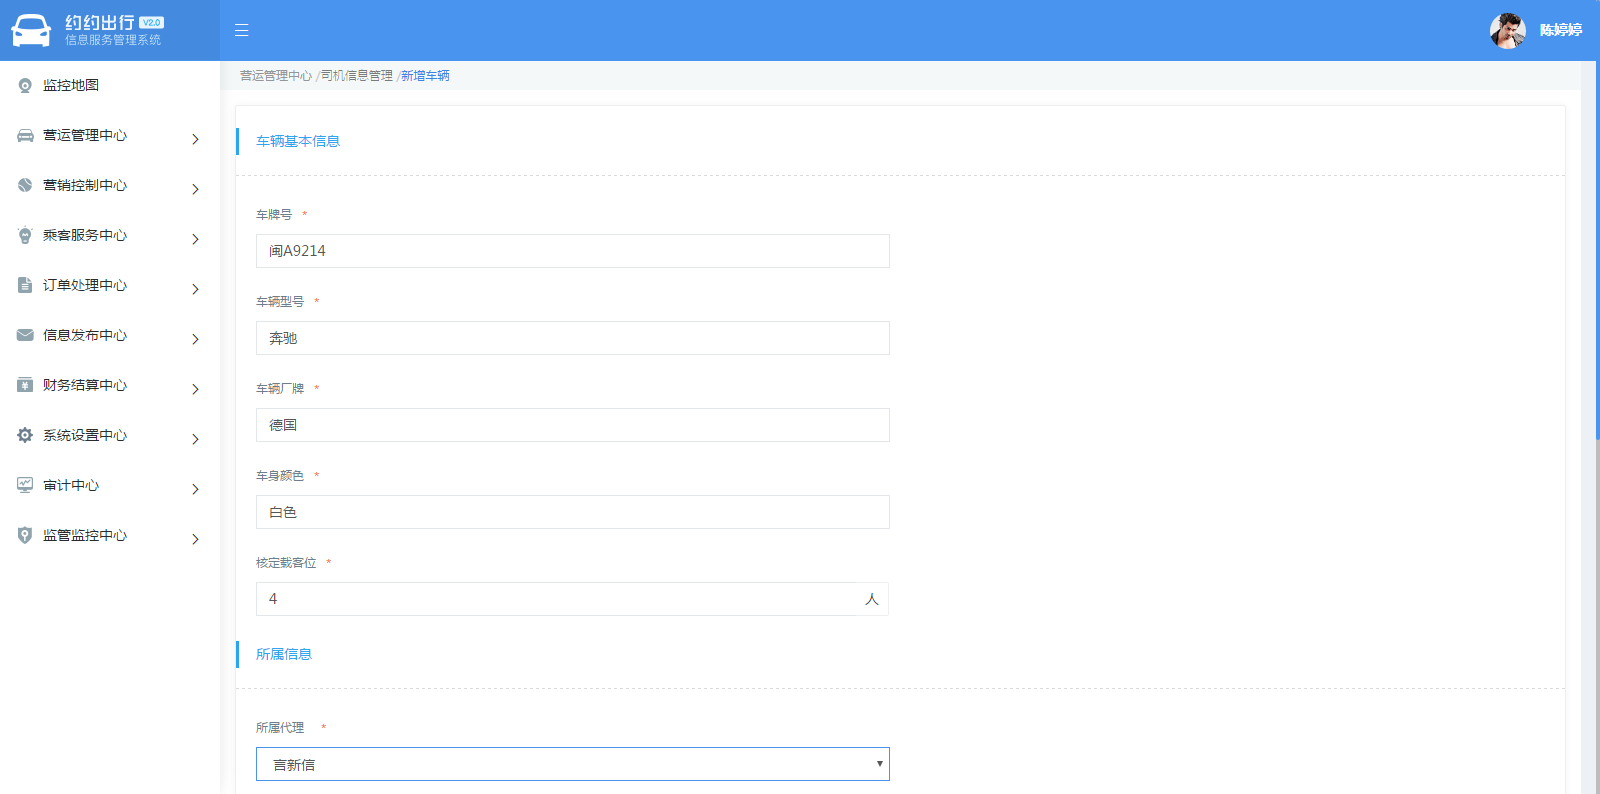 约约出行 V2.0
信息服务管理系统
陈婷婷
监控地图
营运管理中心
营销控制中心
乘客服务中心
订单处理中心
信息发布中心
财务结算中心
系统设置中心
审计中心
监管监控中心
营运管理中心 /司机信息管理 /新增车辆
车辆基本信息
车牌号 *
闽A9214
车辆型号 *
奔驰
车辆厂牌 *
德国
车身颜色 *
白色
核定载客位 *
4 人
所属信息
所属代理 *
言新信